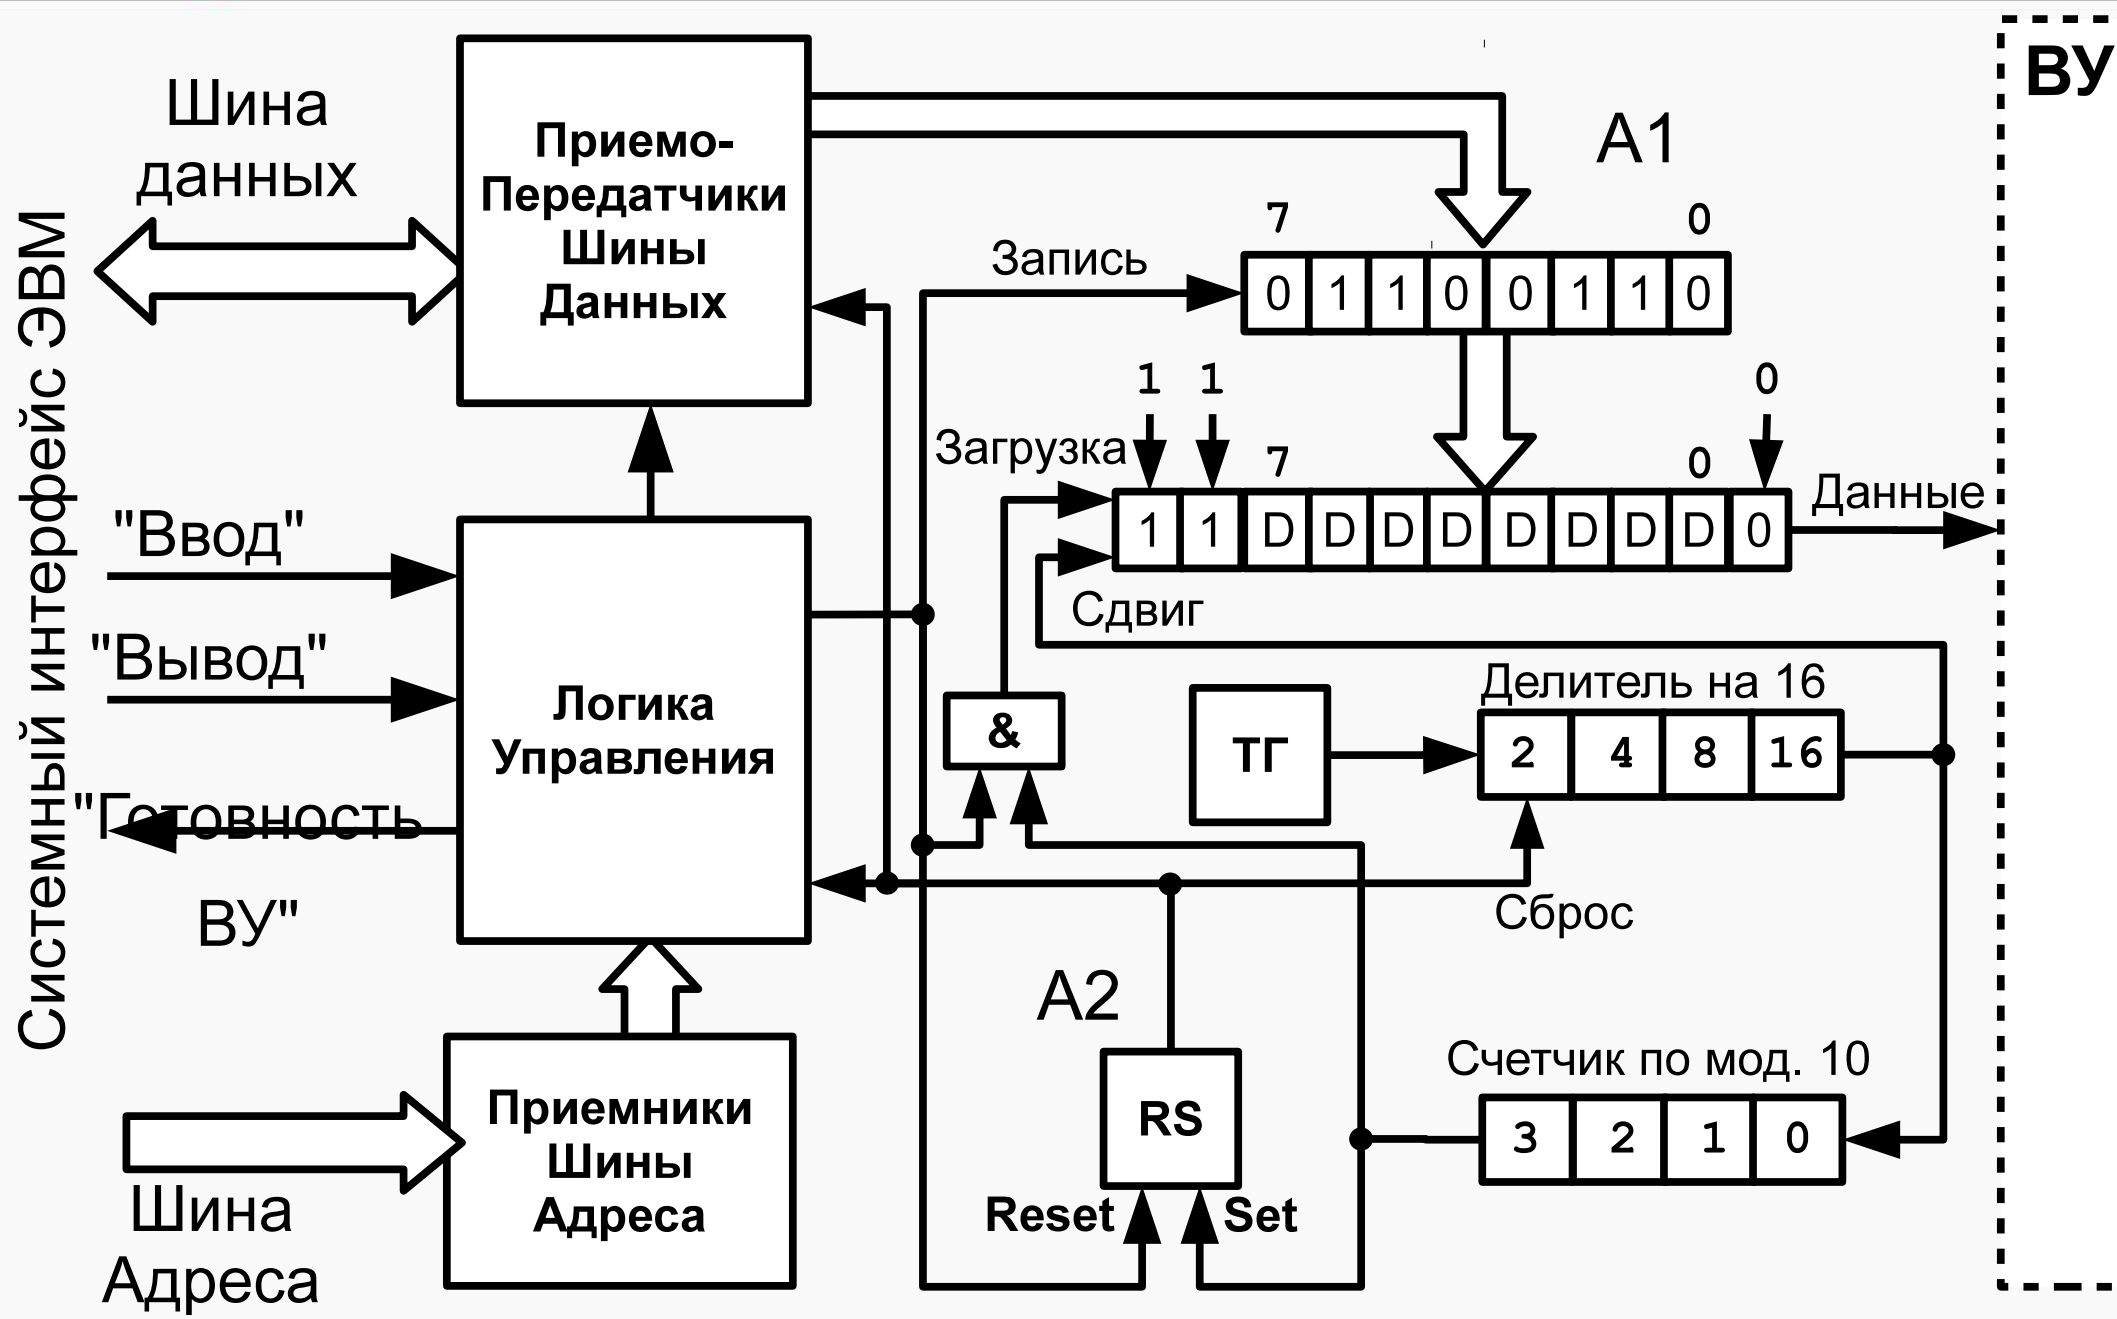 Системный интерфейс ЭВМ
Шина
данных
"Ввод"
"Вывод"
"Готовность
ВУ"
Шина
Адреса
Приемо-
Передатчики
Шины
Данных
Логика
Управления
Приемники
Шины
Адреса
A1
7 0
Запись
0 1 1 0 0 1 1 0
1 1 0
Загрузка
7 0
1 1 D D D D D D D D 0
Данные
Сдвиг
&
ТГ
Делитель на 16
2 4 8 16
Сброс
A2
RS
Reset Set
Счетчик по мод. 10
3 2 1 0
ВУ